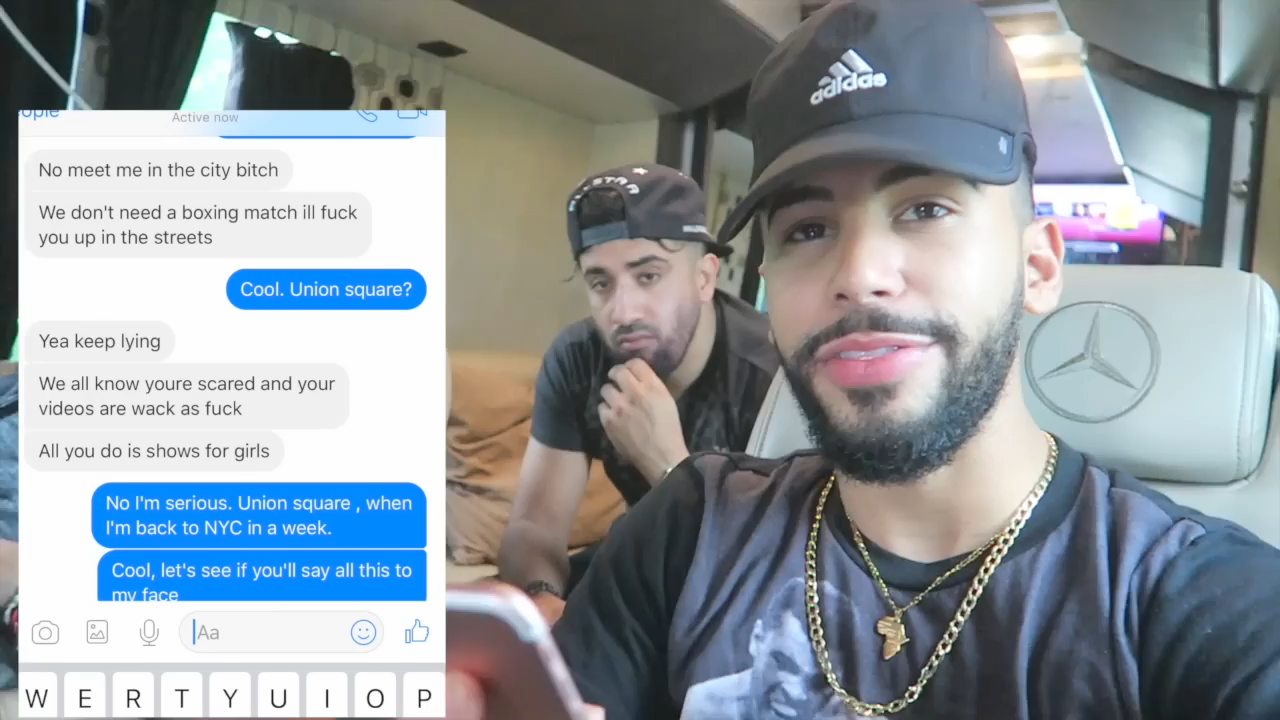 ople
Active now
No meet me in the city bitch
We don't need a boxing match ill fuck
you up in the streets
Cool. Union square?
Yea keep lying
We all know youre scared and your
videos are wack as fuck
All you do is shows for girls
No I'm serious. Union square , when
I'm back to NYC in a week.
Cool, let's see if you'll say all this to
my face
Aa
W E R T Y U I O P
adidas